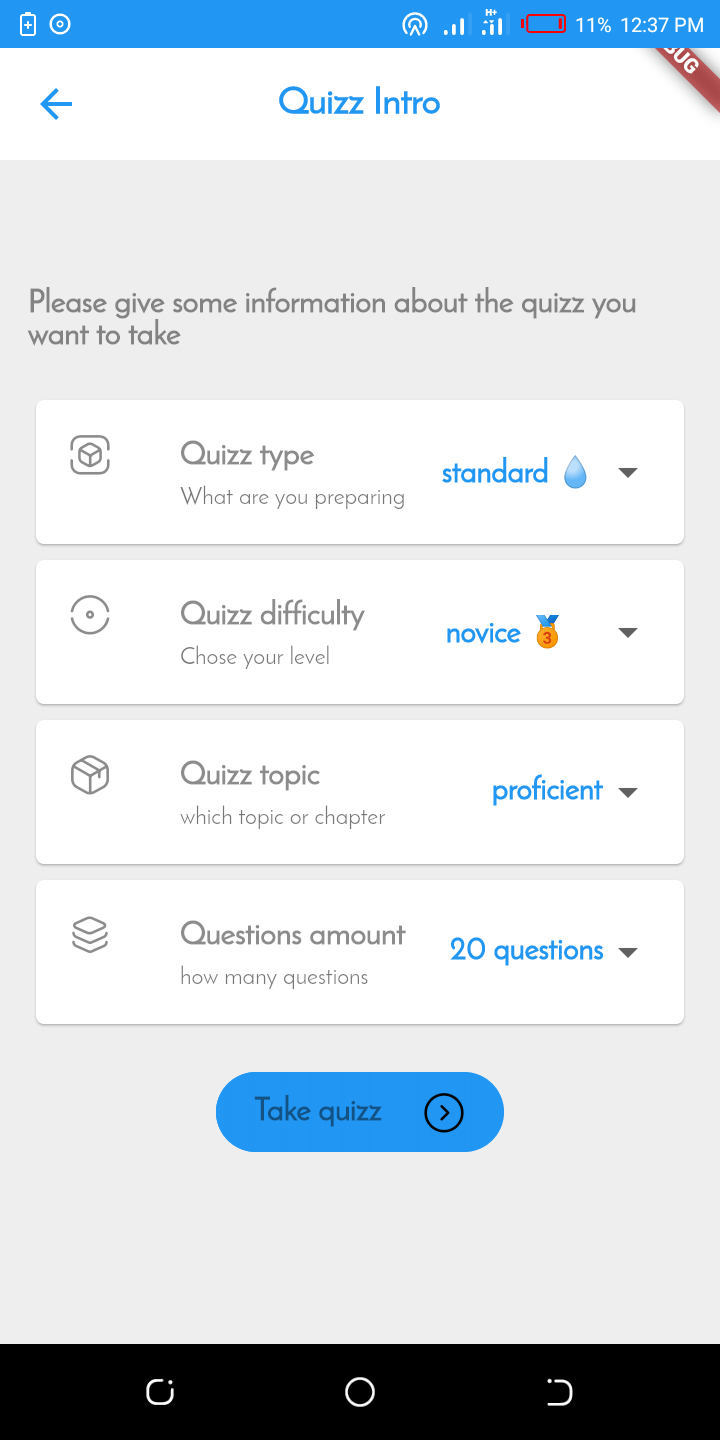 11% 12:37 PM
Quizz Intro
Please give some information about the quizz you
want to take
Quizz type
What are you preparing
standard 💧
Quizz difficulty
Chose your level
novice 🥉
Quizz topic
which topic or chapter
proficient
Questions amount
how many questions
20 questions
Take quizz